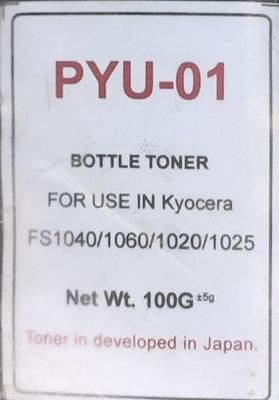 PYU-01
BOTTLE TONER
FOR USE IN Kyocera
FS1040/1060/1020/1025
Net Wt. 100G ±5g
Toner in developed in Japan.